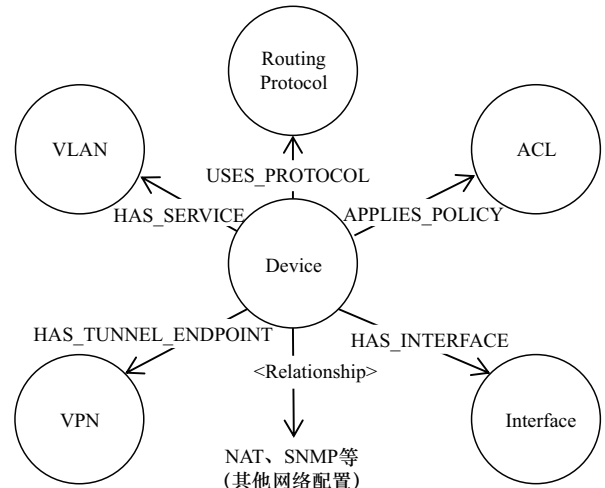 Routing
Protocol
VLAN
ACL
USES_PROTOCOL
HAS_SERVICE
APPLIES_POLICY
Device
HAS_TUNNEL_ENDPOINT
HAS_INTERFACE
<Relationship>
VPN
Interface
NAT、SNMP等
(其他网络配置)